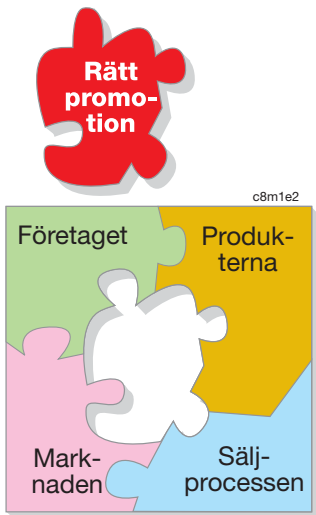 Rätt
promo-
tion
c8m1e2
Företaget
Produk-
terna
Mark-
naden
Sälj-
processen